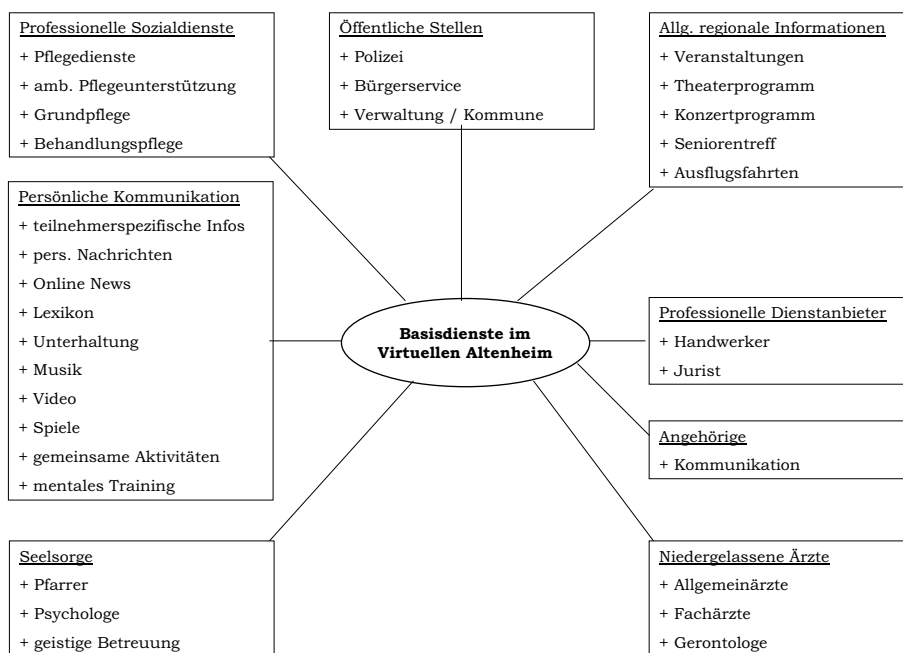 Professionelle Sozialdienste
+ Pflegedienste
+ amb. Pflegeunterstützung
+ Grundpflege
+ Behandlungspflege
Öffentliche Stellen
+ Polizei
+ Bürgerservice
+ Verwaltung / Kommune
Allg. regionale Informationen
+ Veranstaltungen
+ Theaterprogramm
+ Konzertprogramm
+ Seniorentreff
+ Ausflugsfahrten
Persönliche Kommunikation
+ teilnehmerspezifische Infos
+ pers. Nachrichten
+ Online News
+ Lexikon
+ Unterhaltung
+ Musik
+ Video
+ Spiele
+ gemeinsame Aktivitäten
+ mentales Training
Basisdienste im
Virtuellen Altenheim
Professionelle Dienstanbieter
+ Handwerker
+ Jurist
Angehörige
+ Kommunikation
Seelsorge
+ Pfarrer
+ Psychologe
+ geistige Betreuung
Niedergelassene Ärzte
+ Allgemeinärzte
+ Fachärzte
+ Gerontologe